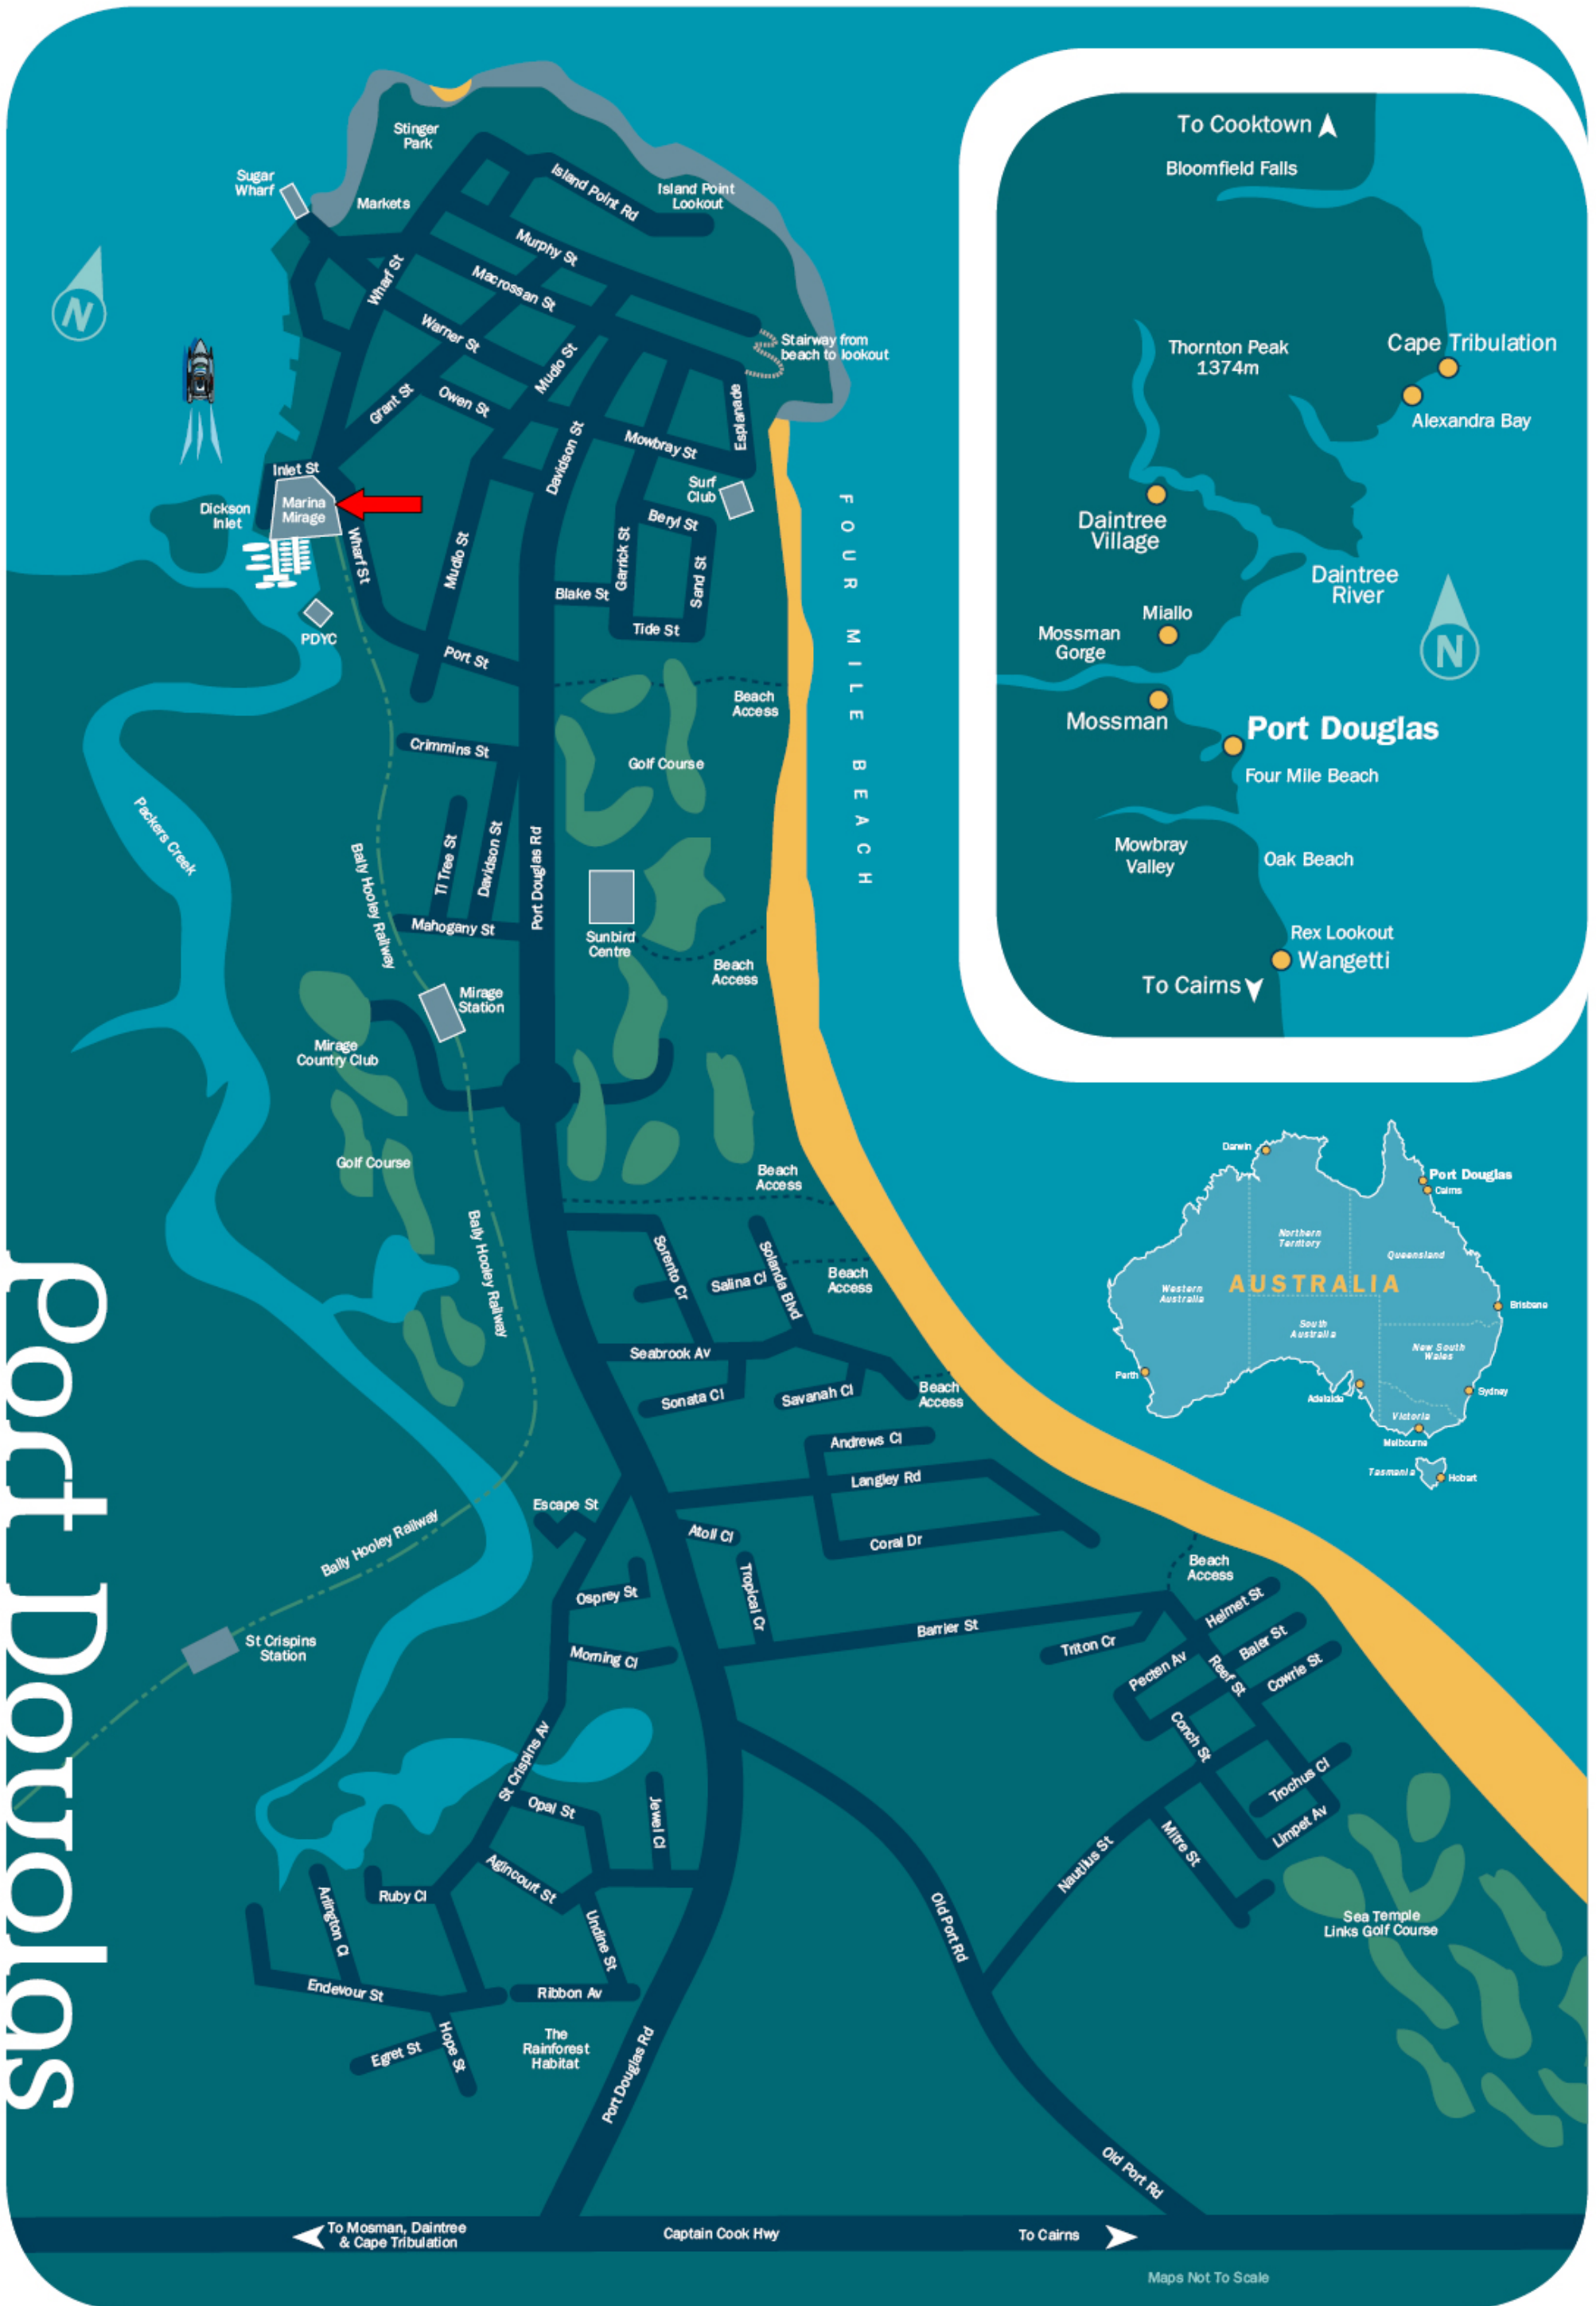 Port Douglas
Stinger
Park
Sugar
Wharf
Markets
Island Point Rd
Island Point
Lookout
N
Murphy St
Macrossan St
Wharf St
Warner St
Mudlo St
Stairway from
beach to lookout
Grant St
Owen St
Esplanade
Davidson St
Mowbray St
Inlet St
Surf
Club
Marina
Mirage
Dickson
Inlet
Beryl St
Wharf St
Mudlo St
Garrick St
Sand St
Blake St
Tide St
PDYC
Port St
FOUR MILE BEACH
Beach
Access
Crimmins St
Golf Course
Packers Creek
Ti Tree St
Davidson St
Port Douglas Rd
Bally Hooley Railway
Mahogany St
Sunbird
Centre
Beach
Access
Mirage
Station
Mirage
Country Club
Golf Course
Beach
Access
Bally Hooley Railway
Sorento Cr
Solanda Blvd
Salina Cl
Beach
Access
Seabrook Av
Sonata Cl
Savanah Cl
Beach
Access
Andrews Cl
Langley Rd
Escape St
Atoll Cl
Coral Dr
Bally Hooley Railway
Beach
Access
Osprey St
Tropical Cr
Helmet St
Barrier St
Triton Cr
Baler St
St Crispins
Station
Morning Cl
Pecten Av
Reef St
Cowrie St
Conch St
St Crispins Av
Opal St
Jewel Cl
Trochus Cl
Limpet Av
Mitre St
Nautilus St
Agincourt St
Ruby Cl
Arlington Cl
Undine St
Old Port Rd
Sea Temple
Links Golf Course
Endevour St
Ribbon Av
Hope St
Egret St
The
Rainforest
Habitat
Port Douglas Rd
Old Port Rd
To Mosman, Daintree
& Cape Tribulation
Captain Cook Hwy
To Cairns
Maps Not To Scale
To Cooktown
Bloomfield Falls
Thornton Peak
1374m
Cape Tribulation
Alexandra Bay
Daintree
Village
Daintree
River
Miallo
Mossman
Gorge
N
Mossman
Port Douglas
Four Mile Beach
Mowbray
Valley
Oak Beach
Rex Lookout
Wangetti
To Cairns
Darwin
Port Douglas
Cairns
Northern
Territory
Queensland
AUSTRALIA
Western
Australia
South
Australia
Brisbane
New South
Wales
Perth
Adelaide
Sydney
Victoria
Melbourne
Tasmania
Hobart